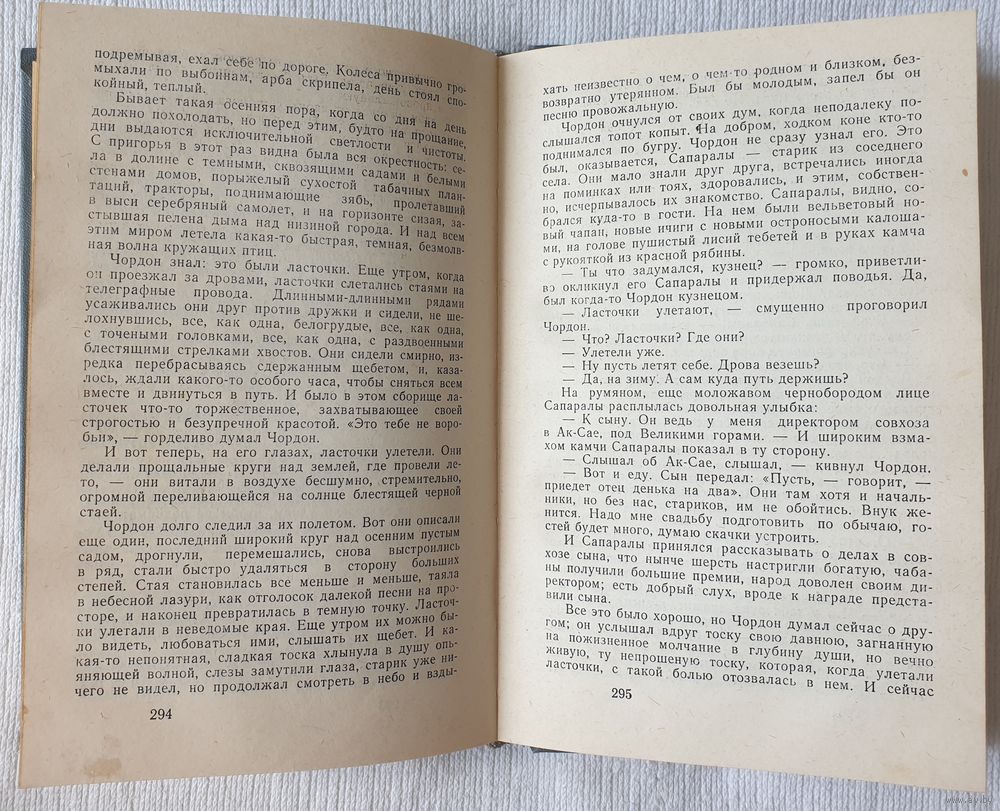 подремывая, ехал себе по дороге. Колеса привычно гро-
мыхали по выбоинам, арба скрипела, день стоял спо-
койный, теплый.
Бывает такая осенняя пора, когда со дня на день
должно похолодать, но перед этим, будто на прощание,
дни выдаются исключительной светлости и чистоты.
С пригорья в этот раз видна была вся окрестность: се-
ла в долине с темными, сквозящими садами и белыми
стенами домов, порыжелый сухостой табачных план-
таций, тракторы, поднимающие зябь, пролетавший
в выси серебряный самолет, и на горизонте сизая, за-
стывшая пелена дыма над низиной города. И над всем
этим миром летела какая-то быстрая, темная, безмолв-
ная волна кружащих птиц.
Чордон знал: это были ласточки. Еще утром, когда
он проезжал за дровами, ласточки слетались стаями на
телеграфные провода. Длинными-длинными рядами
усаживались они друг против дружки и сидели, не ше-
лохнувшись, все, как одна, белогрудые, все, как одна,
с точеными головками, все, как одна, с раздвоенными
блестящими стрелками хвостов. Они сидели смирно, из-
редка перебрасываясь сдержанным щебетом, и, каза-
лось, ждали какого-то особого часа, чтобы сняться всем
вместе и двинуться в путь. И было в этом сборище ла-
сточек что-то торжественное, захватывающее своей
строгостью и безупречной красотой. «Это тебе не воро-
бьи», — горделиво думал Чордон.
И вот теперь, на его глазах, ласточки улетели. Они
делали прощальные круги над землей, где провели ле-
то, — они витали в воздухе бесшумно, стремительно,
огромной переливающейся на солнце блестящей черной
стаей.
Чордон долго следил за их полетом. Вот они описали
еще один, последний широкий круг над осенним пустым
садом, дрогнули, перемешались, снова выстроились
в ряд, стали быстро удаляться в сторону больших
степей. Стая становилась все меньше и меньше, таяла
в небесной лазури, как отголосок далекой песни на про-
сторе, и наконец превратилась в темную точку. Ласточ-
ки улетали в неведомые края. Еще утром их можно бы-
ло видеть, любоваться ими, слышать их щебет. И ка-
кая-то непонятная, сладкая тоска хлынула в душу опь-
яняющей волной, слезы замутили глаза, старик уже ни-
чего не видел, но продолжал смотреть в небо и взды-
294
хать неизвестно о чем, о чем-то родном и близком, без-
возвратно утерянном. Был бы молодым, запел бы он
песню провожальную.
Чордон очнулся от своих дум, когда неподалеку по-
слышался топот копыт. На добром, ходком коне кто-то
поднимался по бугру. Чордон не сразу узнал его. Это
был, оказывается, Сапаралы — старик из соседнего
села. Они мало знали друг друга, встречались иногда
на поминках или тоях, здоровались, и этим, собствен-
но, исчерпывалось их знакомство. Сапаралы, видно, со-
брался куда-то в гости. На нем были вельветовый но-
вый чапан, новые ичиги с новыми остроносыми калоша-
ми, на голове пушистый лисий тебетей и в руках камча
с рукояткой из красной рябины.
— Ты что задумался, кузнец? — громко, приветли-
во окликнул его Сапаралы и придержал поводья. Да,
был когда-то Чордон кузнецом.
— Ласточки улетают, — смущенно проговорил
Чордон.
— Что? Ласточки? Где они?
— Улетели уже.
— Ну пусть летят себе. Дрова везешь?
— Да, на зиму. А сам куда путь держишь?
На румяном, еще моложавом чернобородом лице
Сапаралы расплылась довольная улыбка:
— К сыну. Он ведь у меня директором совхоза
в Ак-Сае, под Великими горами. — И широким взма-
хом камчи Сапаралы показал в ту сторону.
— Слышал об Ак-Сае, слышал, — кивнул Чордон.
— Вот и еду. Сын передал: «Пусть, — говорит, —
приедет отец денька на два». Они там хотя и началь-
ники, но без нас, стариков, им не обойтись. Внук же-
нится. Надо мне свадьбу подготовить по обычаю, го-
стей будет много, думаю скачки устроить.
И Сапаралы принялся рассказывать о делах в сов-
хозе сына, что нынче шерсть настригли богатую, чаба-
ны получили большие премии, народ доволен своим ди-
ректором; есть добрый слух, вроде к награде предста-
вили сына.
Все это было хорошо, но Чордон думал сейчас о дру-
гом; он услышал вдруг тоску свою давнюю, загнанную
на пожизненное молчание в глубину души, но вечно
живую, ту непрошеную тоску, которая, когда улетали
ласточки, с такой болью отозвалась в нем. И сейчас
295
www.ay.by